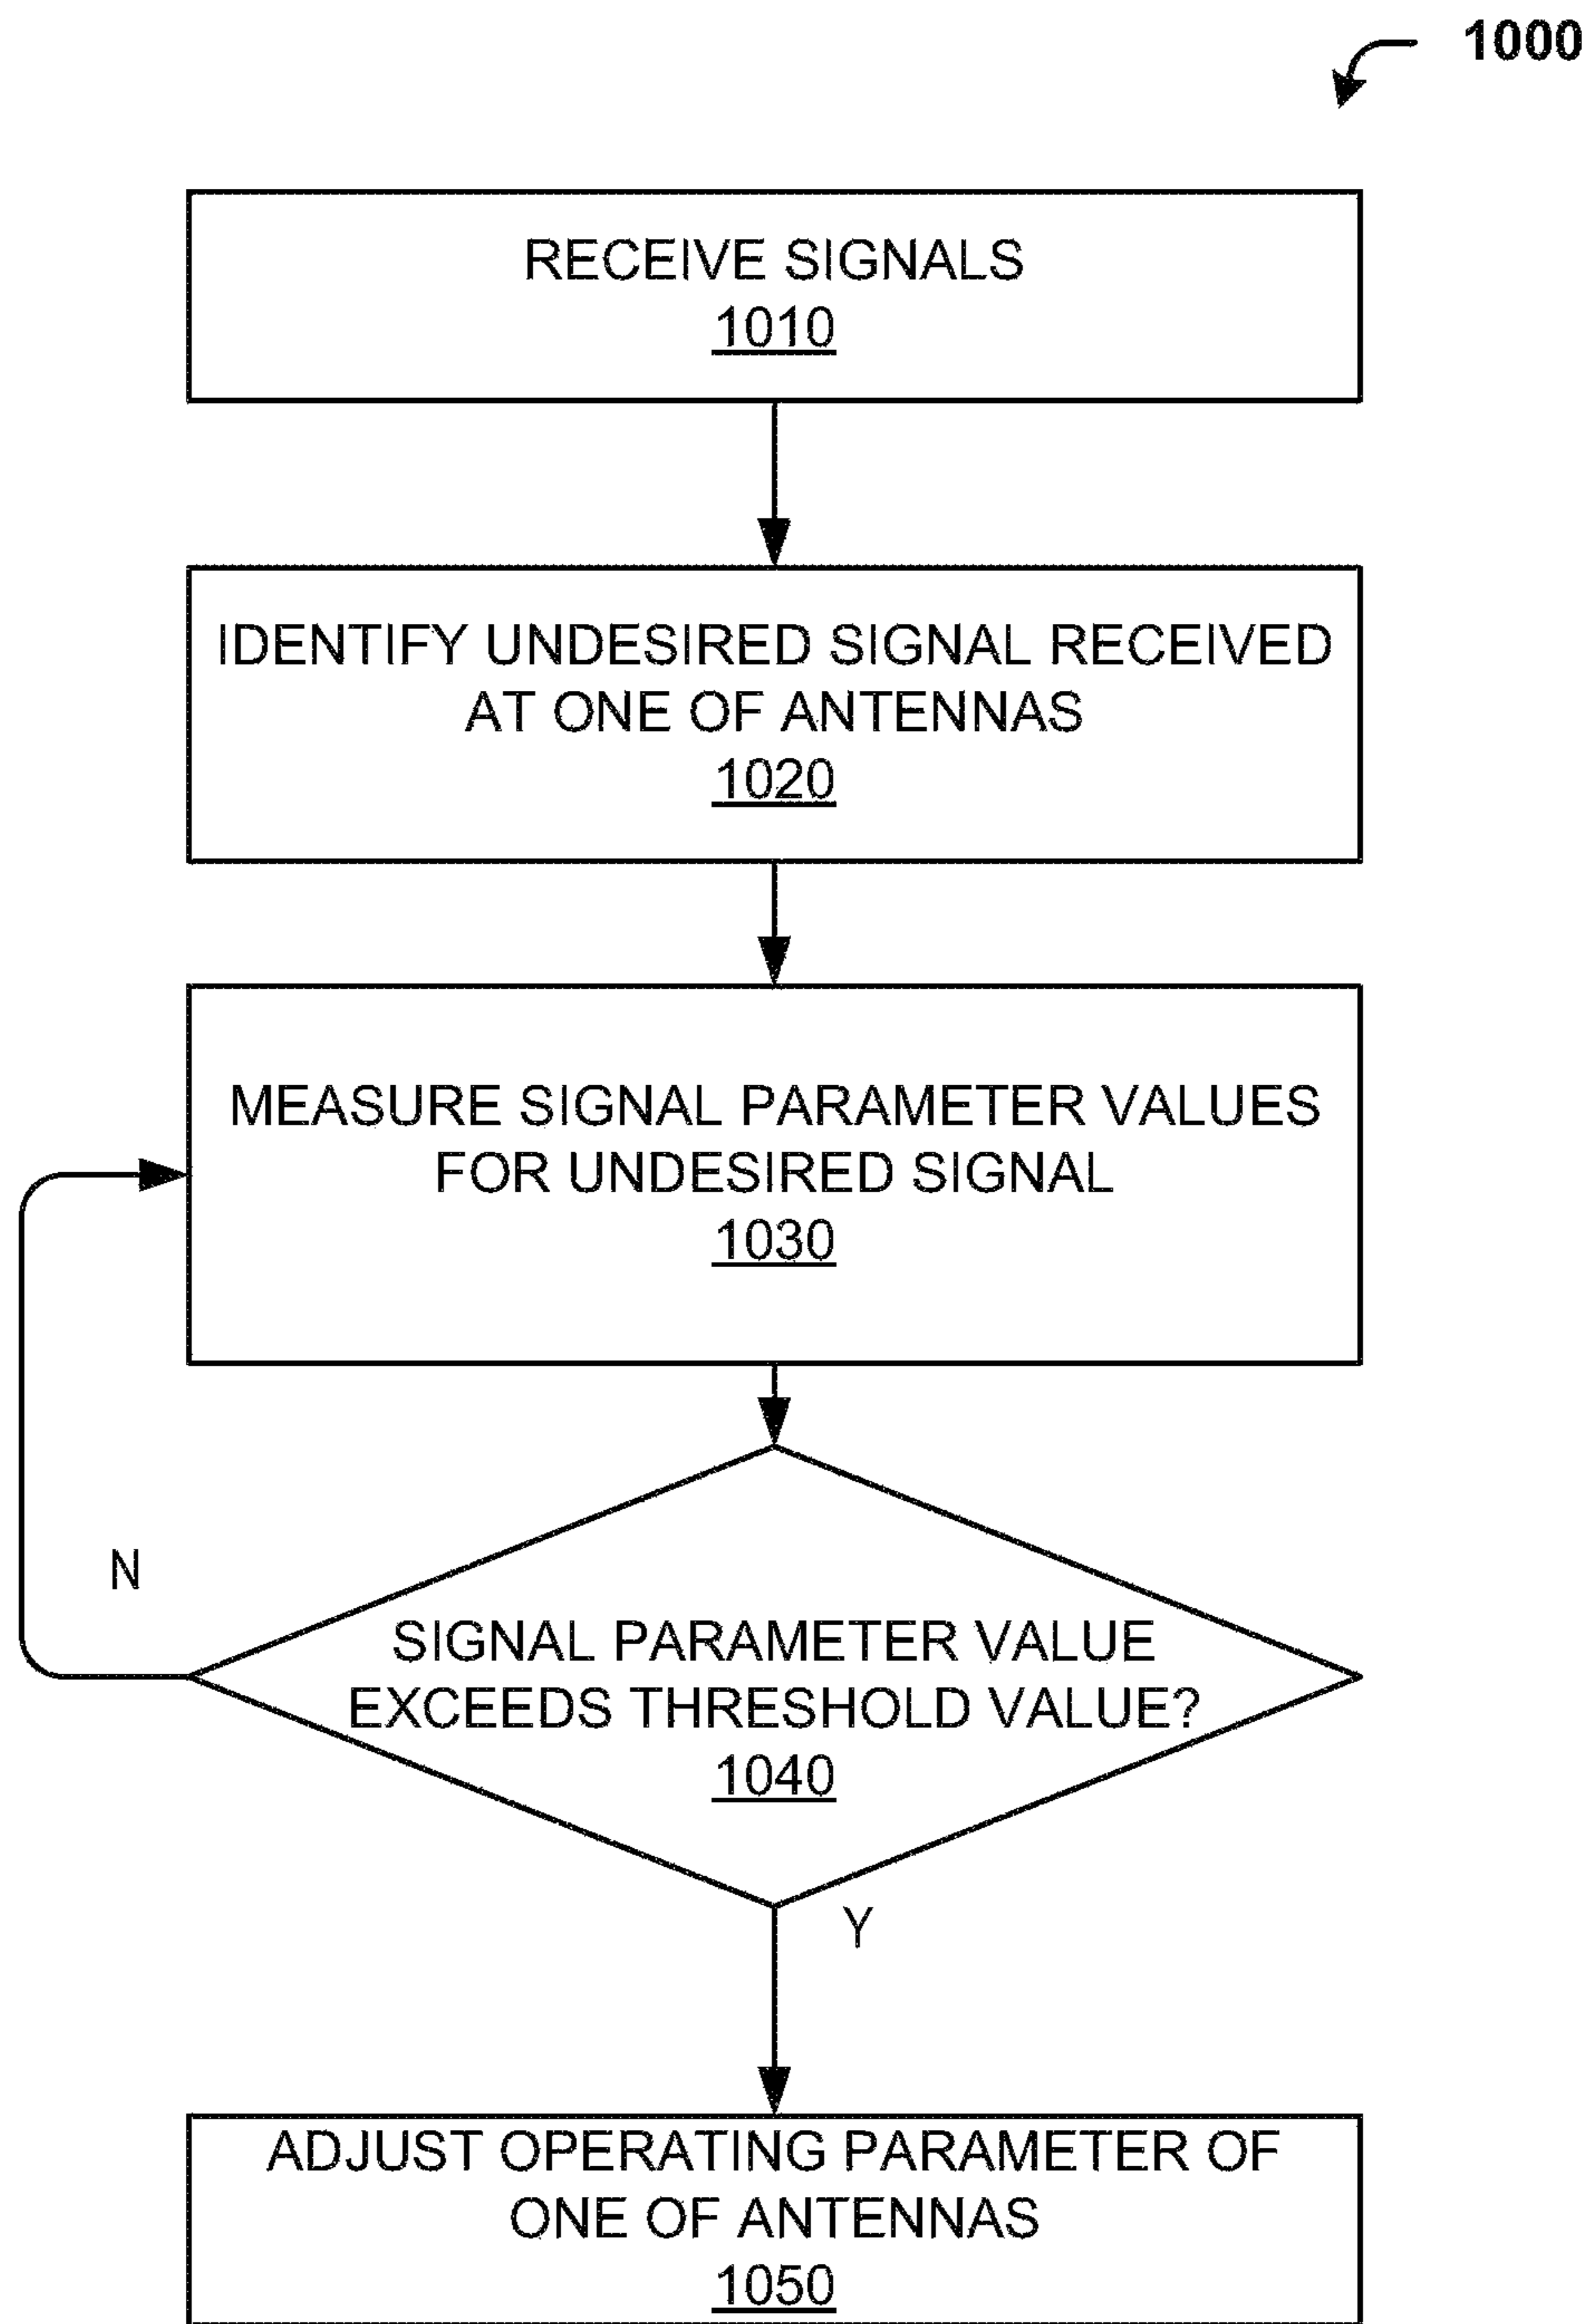 1000
RECEIVE SIGNALS
1010
IDENTIFY UNDESIRED SIGNAL RECEIVED
AT ONE OF ANTENNAS
1020
MEASURE SIGNAL PARAMETER VALUES
FOR UNDESIRED SIGNAL
1030
N
SIGNAL PARAMETER VALUE
EXCEEDS THRESHOLD VALUE?
1040
Y
ADJUST OPERATING PARAMETER OF
ONE OF ANTENNAS
1050